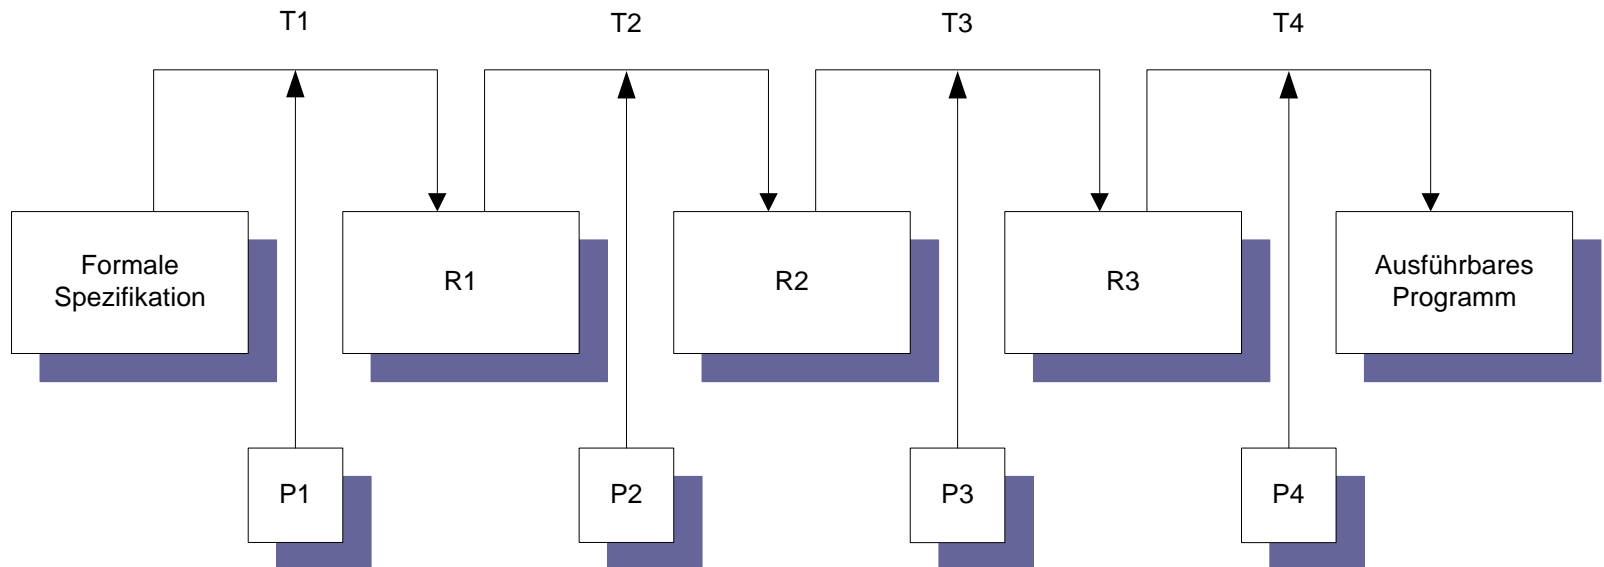 T1
T2
T3
T4
Formale
Spezifikation
R1
R2
R3
Ausführbares
Programm
P1
P2
P3
P4